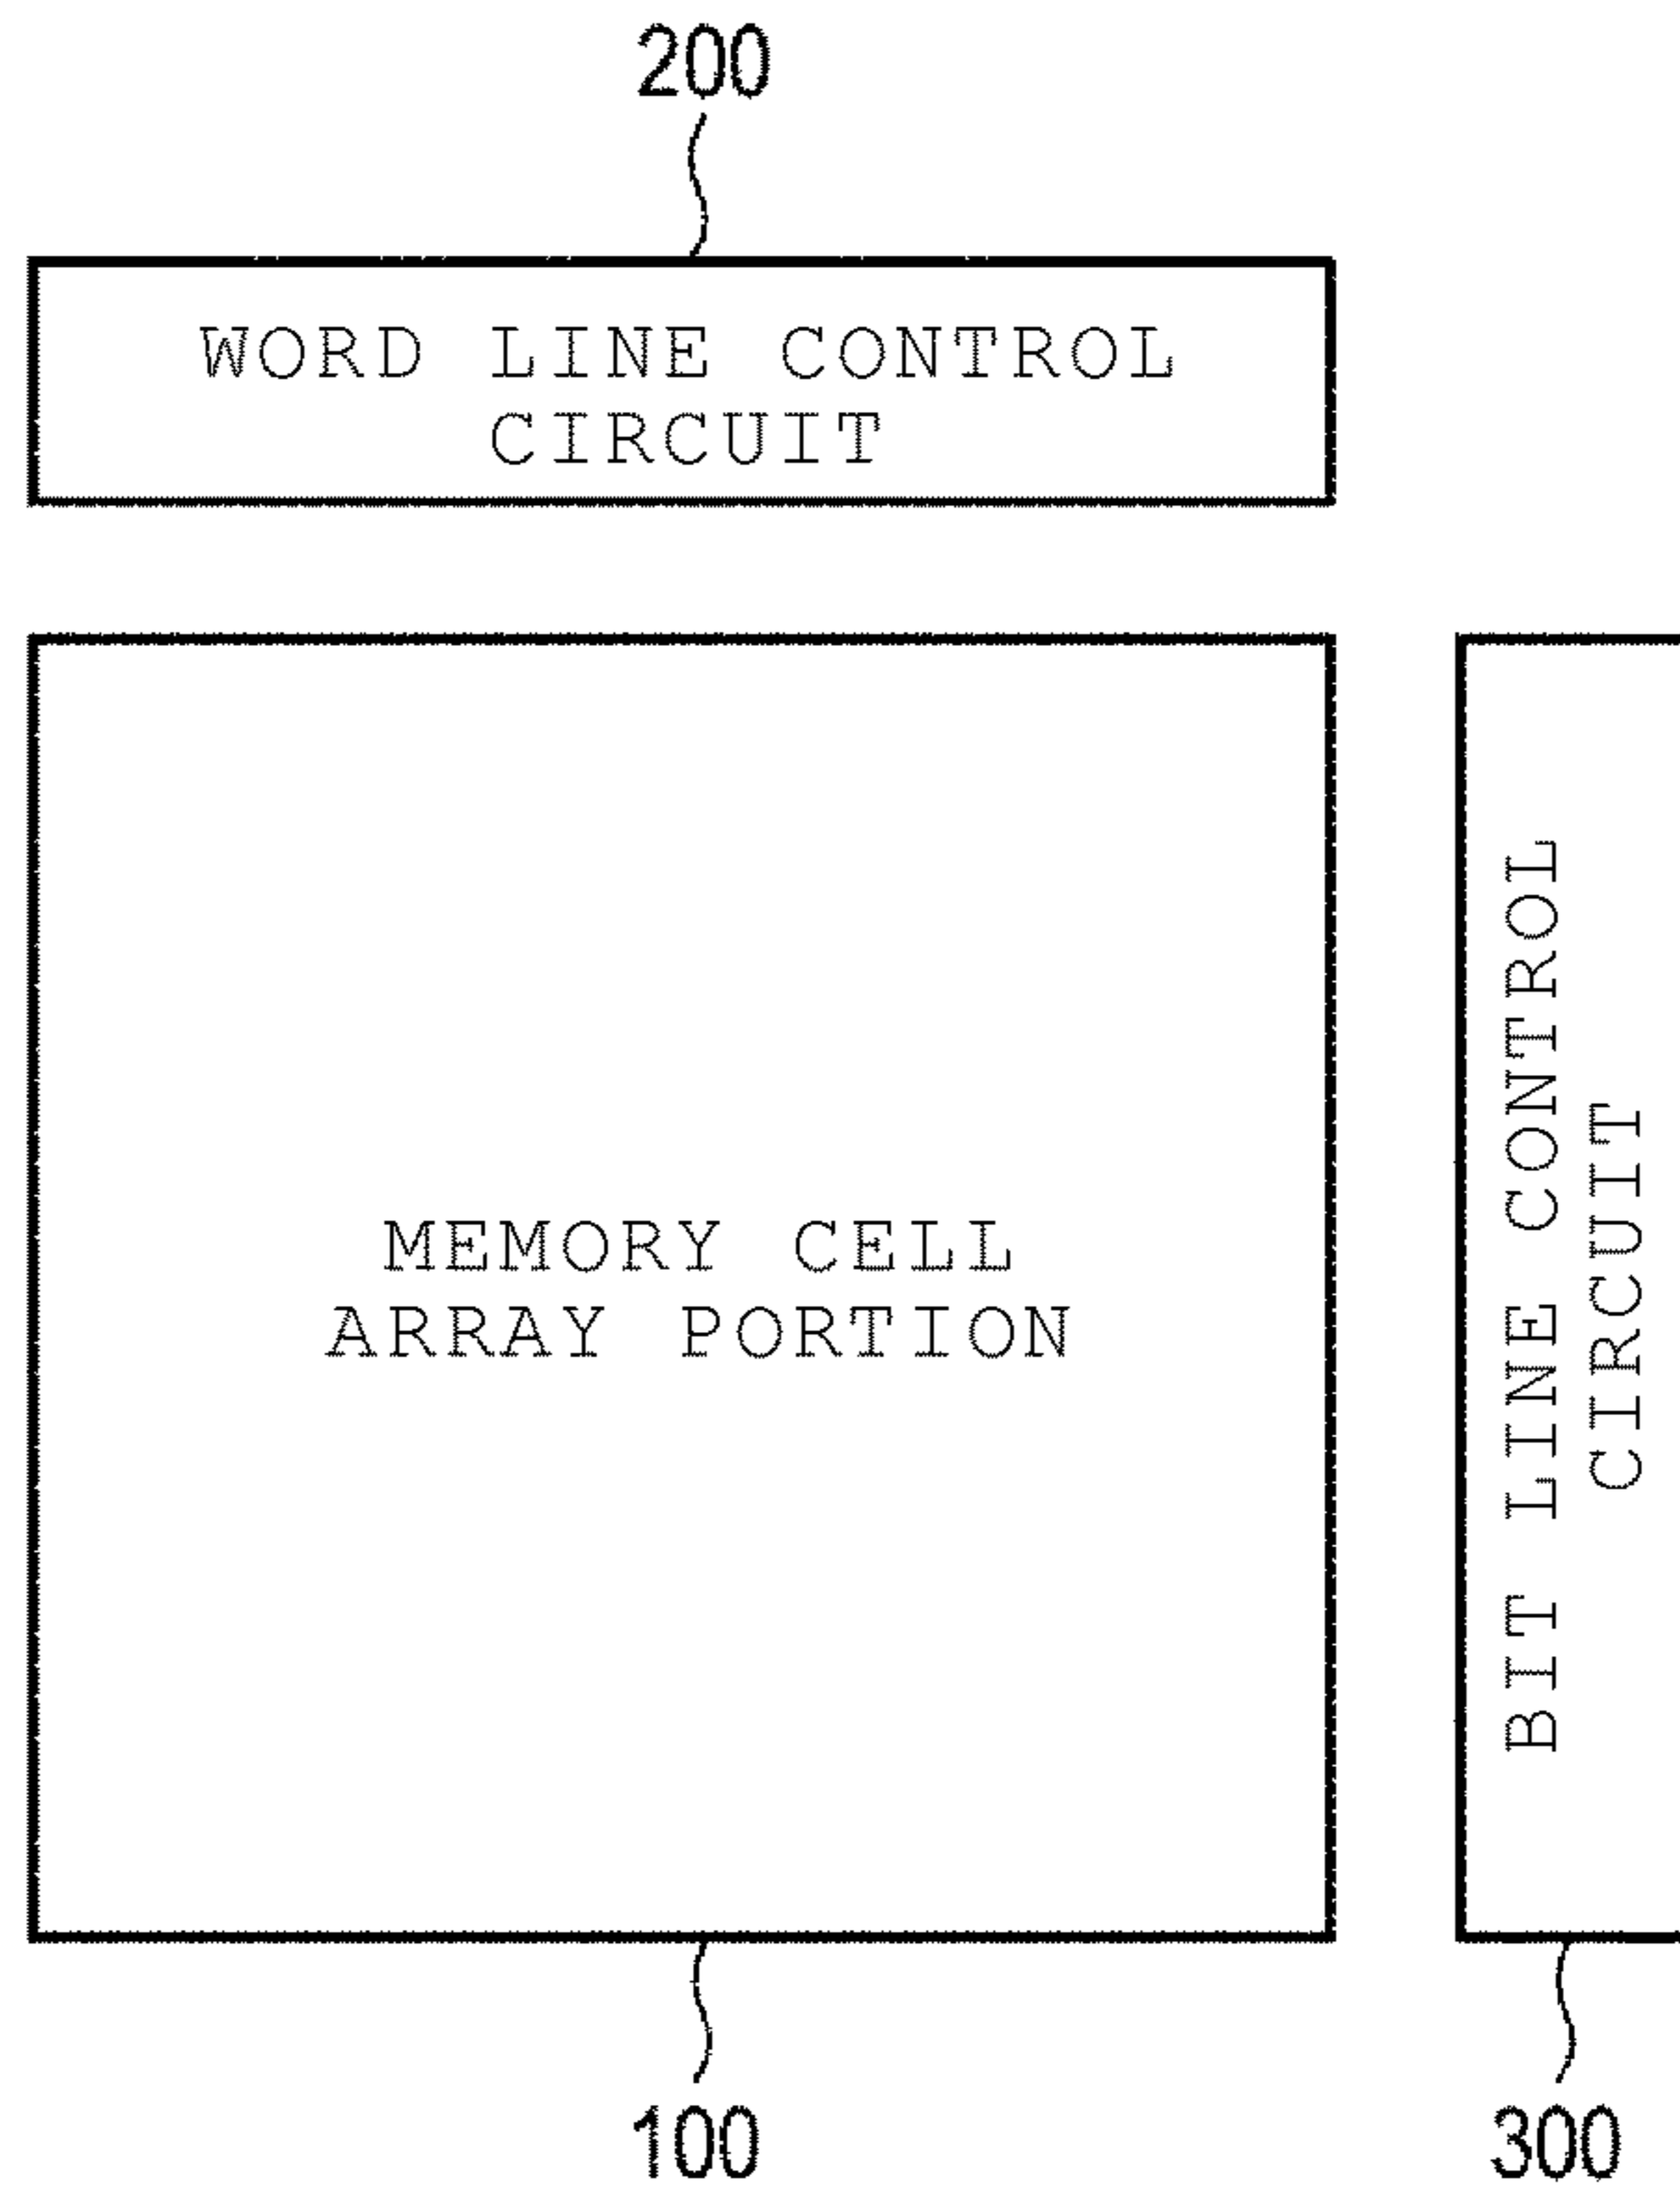 200
WORD LINE CONTROL
CIRCUIT
MEMORY CELL
ARRAY PORTION
BIT LINE CONTROL
CIRCUIT
100
300